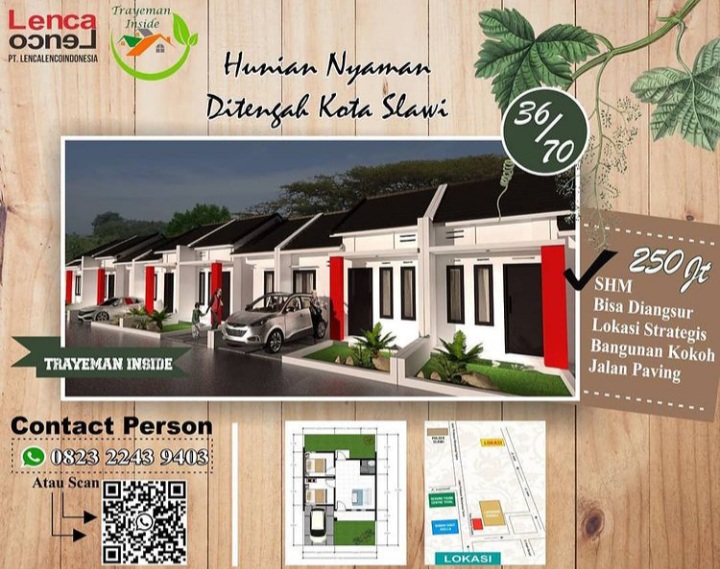 Lenca
Lenco
PT. LENCALENCOINDONESIA
Trayeman
Inside
Hunian Nyaman
Ditengah Kota Slawi
36/70
250 Jt
SHM
Bisa Diangsur
Lokasi Strategis
Bangunan Kokoh
Jalan Paving
TRAYEMAN INSIDE
Contact Person
0823 2243 9403
Atau Scan
LOKASI
LOKASI